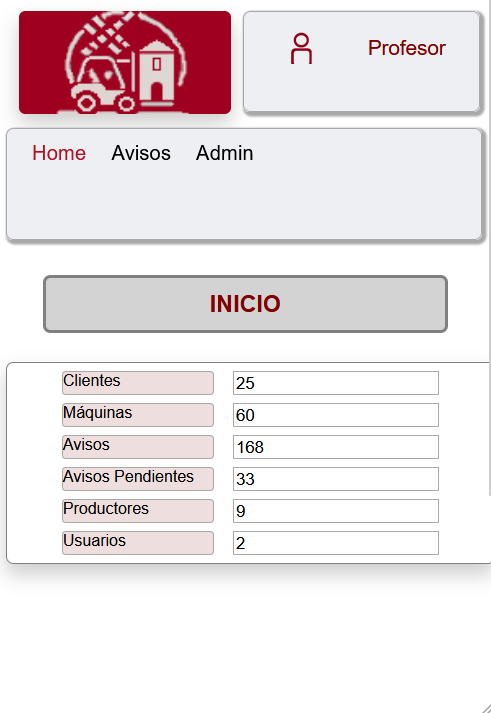 Profesor
Home Avisos Admin
INICIO
Clientes 25
Máquinas 60
Avisos 168
Avisos Pendientes 33
Productores 9
Usuarios 2